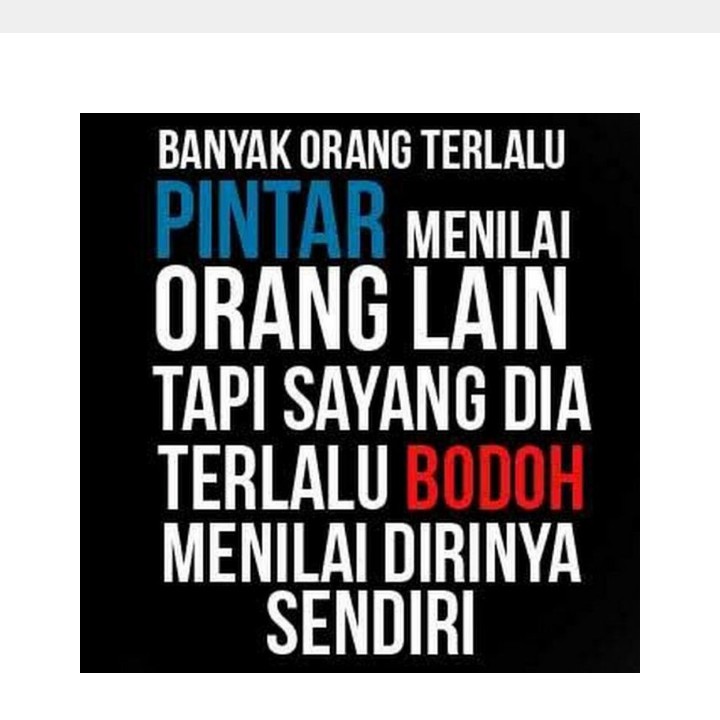 BANYAK ORANG TERLALU
PINTAR MENILAI
ORANG LAIN
TAPI SAYANG DIA
TERLALU BODOH
MENILAI DIRINYA
SENDIRI